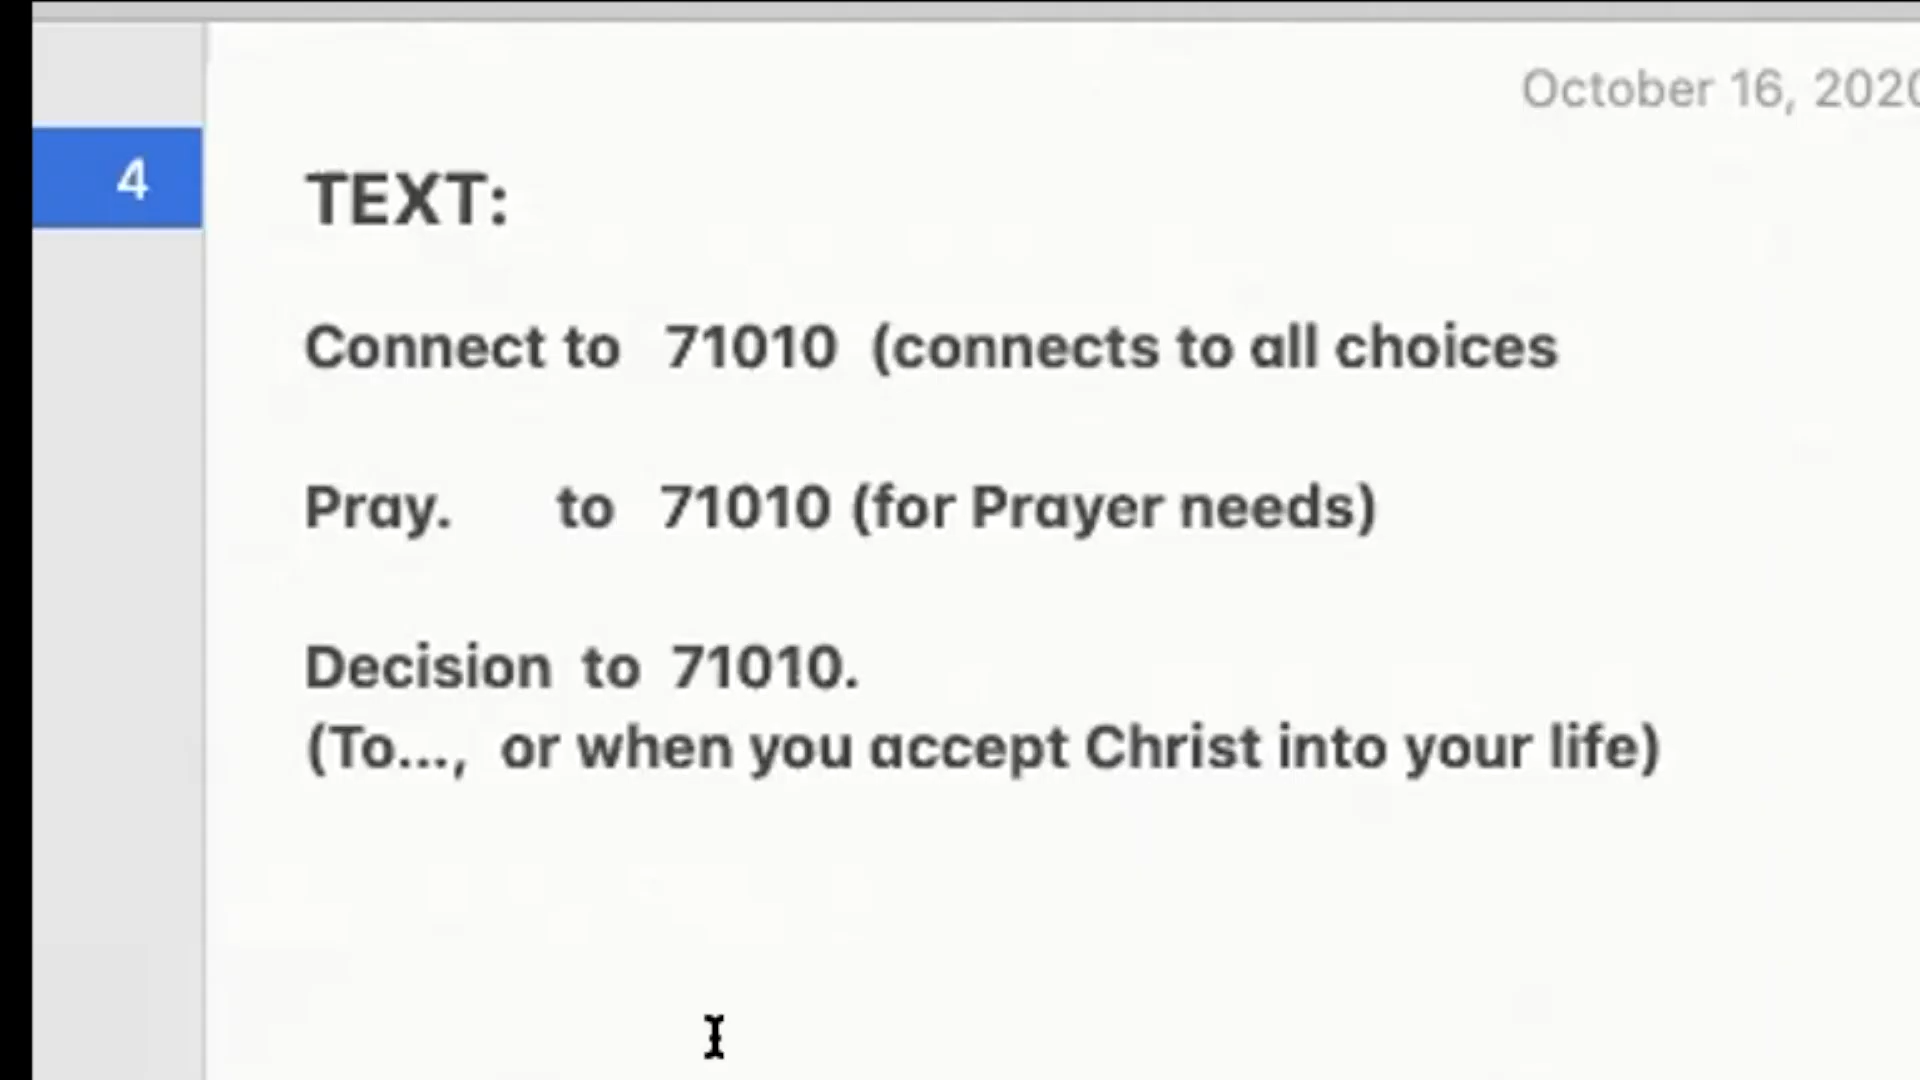 October 16, 2020
4
TEXT:
Connect to 71010 (connects to all choices
Pray. to 71010 (for Prayer needs)
Decision to 71010.
(To..., or when you accept Christ into your life)